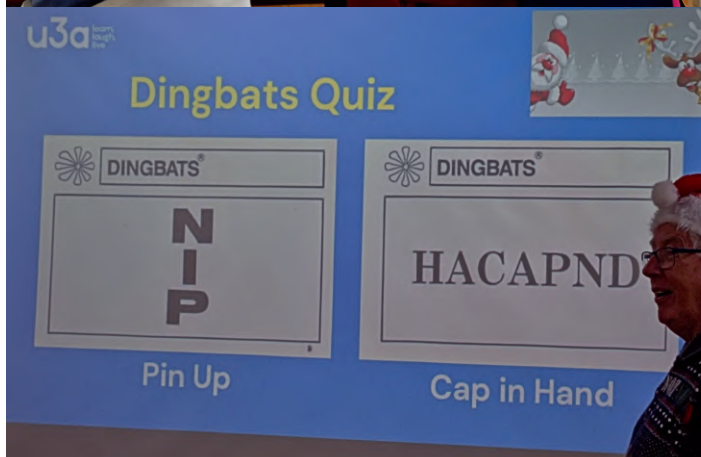 u3a learn, laugh, live
Dingbats Quiz
DINGBATS®
N
I
P
Pin Up
DINGBATS®
HACAPND
Cap in Hand